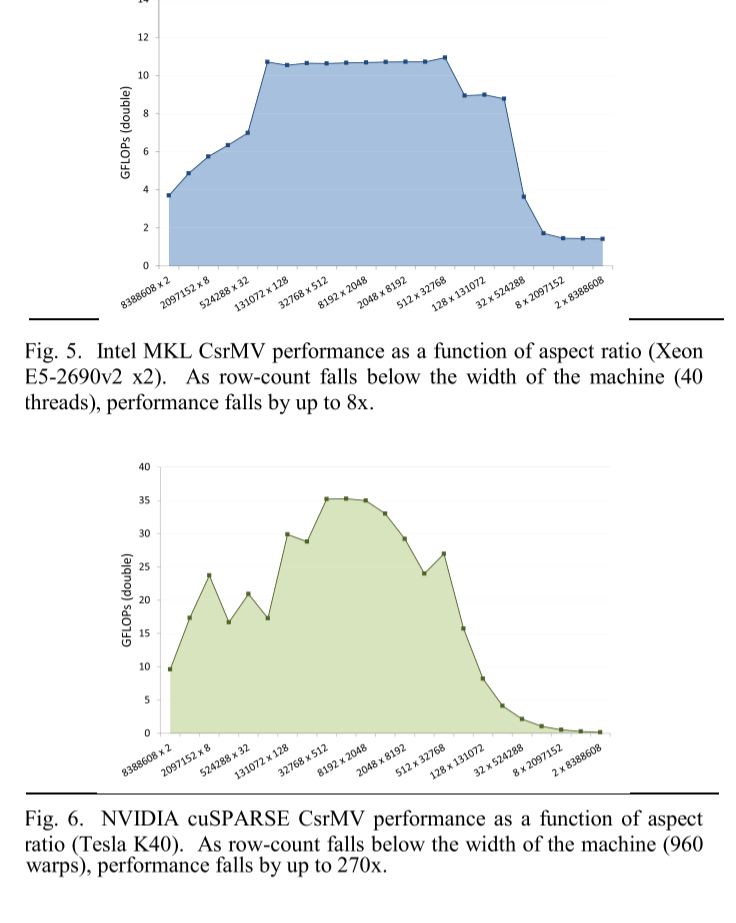 14
12
10
8
6
4
2
0
GFLOPs (double)
8388608 x 2
2097152 x 8
524288 x 32
131072 x 128
32768 x 512
8192 x 2048
2048 x 8192
512 x 32768
128 x 131072
32 x 524288
8 x 2097152
2 x 8388608
Fig. 5. Intel MKL CsrMV performance as a function of aspect ratio (Xeon
E5-2690v2 x2). As row-count falls below the width of the machine (40
threads), performance falls by up to 8x.
40
35
30
25
20
15
10
5
0
GFLOPs (double)
8388608 x 2
2097152 x 8
524288 x 32
131072 x 128
32768 x 512
8192 x 2048
2048 x 8192
512 x 32768
128 x 131072
32 x 524288
8 x 2097152
2 x 8388608
Fig. 6. NVIDIA cuSPARSE CsrMV performance as a function of aspect
ratio (Tesla K40). As row-count falls below the width of the machine (960
warps), performance falls by up to 270x.